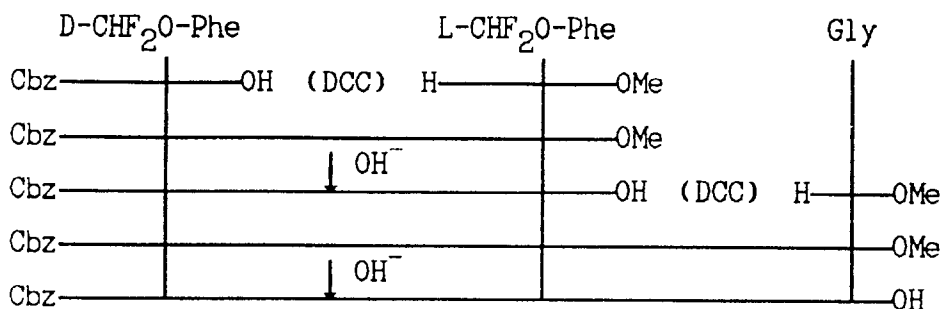 D-CHF2O-Phe L-CHF2O-Phe Gly
Cbz OH (DCC) H OMe
Cbz OMe
OH⁻
Cbz OH (DCC) H OMe
Cbz OMe
OH⁻
Cbz OH